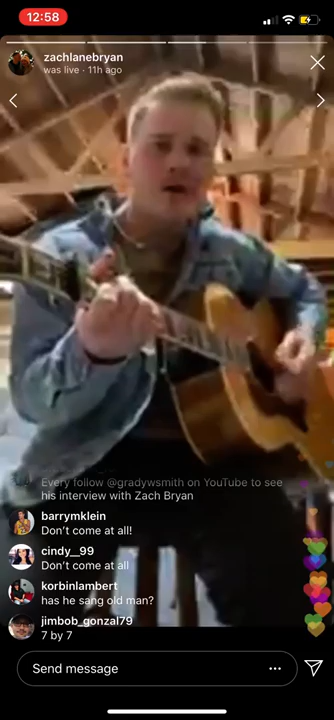 12:58
zachlanebryan
was live · 11h ago
Every follow @gradywsmith on YouTube to see
his interview with Zach Bryan
barrymklein
Don't come at all!
cindy__99
Don't come at all
korbinlambert
has he sang old man?
jimbob_gonzal79
7 by 7
Send message